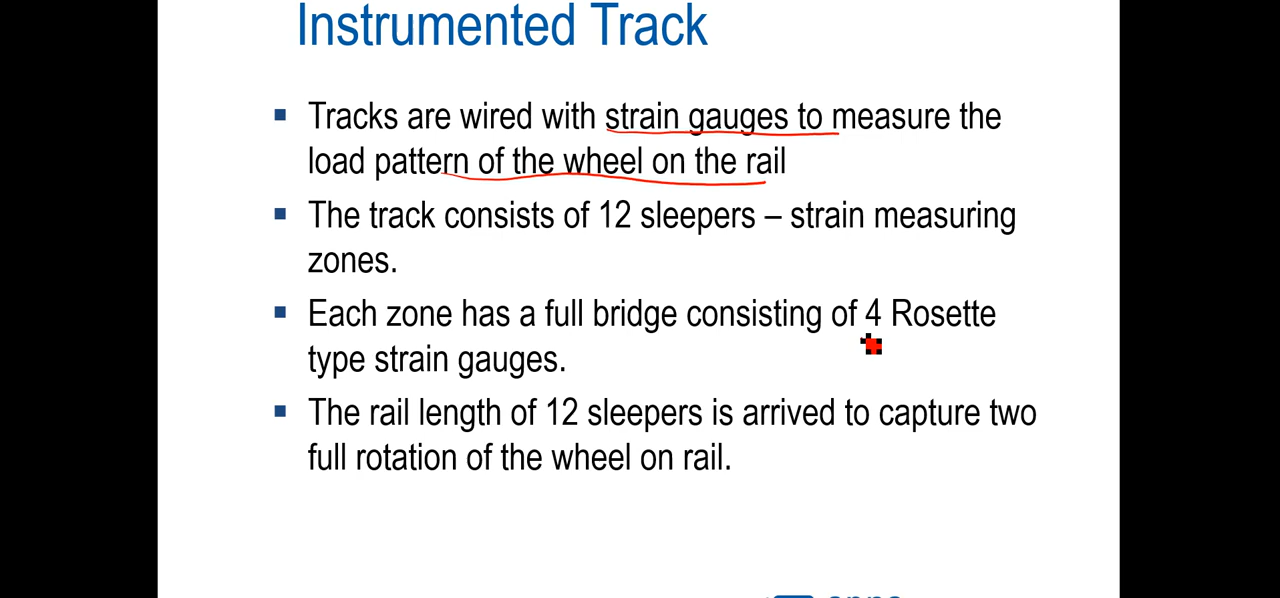 Instrumented Track
▪ Tracks are wired with strain gauges to measure the
load pattern of the wheel on the rail
▪ The track consists of 12 sleepers – strain measuring
zones.
▪ Each zone has a full bridge consisting of 4 Rosette
type strain gauges.
▪ The rail length of 12 sleepers is arrived to capture two
full rotation of the wheel on rail.